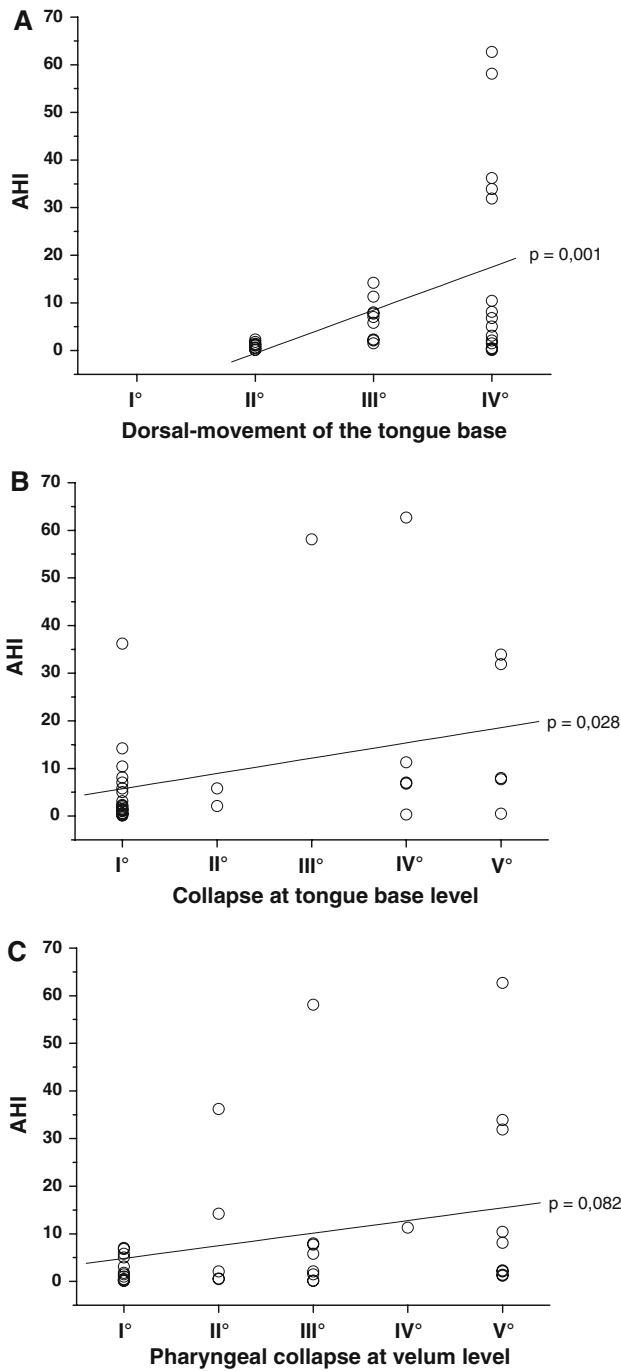 A
70
60
50
40
30
20
10
0
AHI
p = 0,001
I° II° III° IV°
Dorsal-movement of the tongue base
B
70
60
50
40
30
20
10
0
AHI
p = 0,028
I° II° III° IV° V°
Collapse at tongue base level
C
70
60
50
40
30
20
10
0
AHI
p = 0,082
I° II° III° IV° V°
Pharyngeal collapse at velum level